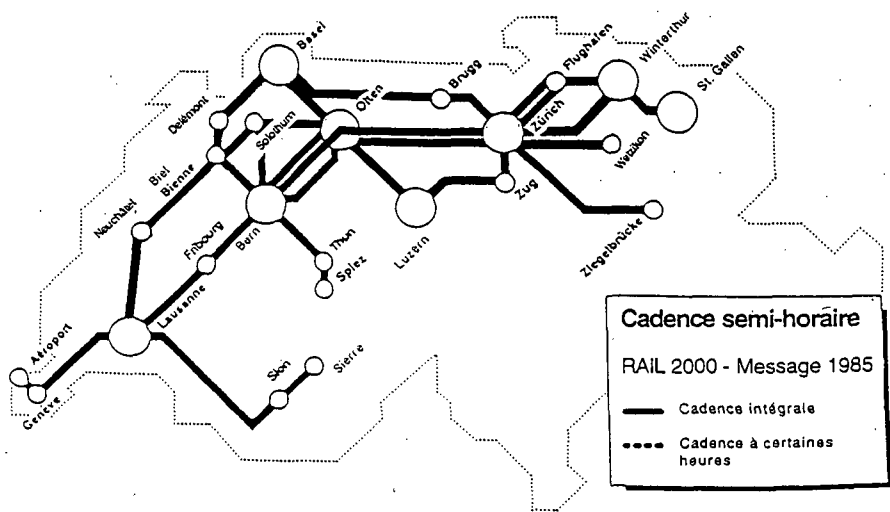 Basel
Brugg
Flughafen
Winterthur
St. Gallen
Olten
Zürich
Delémont
Solothurn
Wetzikon
Biel
Bienne
Zug
Neuchâtel
Fribourg
Bern
Thun
Spiez
Luzern
Ziegelbrücke
Lausanne
Aéroport
Genève
Sion
Sierre
Cadence semi-horaire
RAiL 2000 - Message 1985
Cadence intégrale
Cadence à certaines
heures